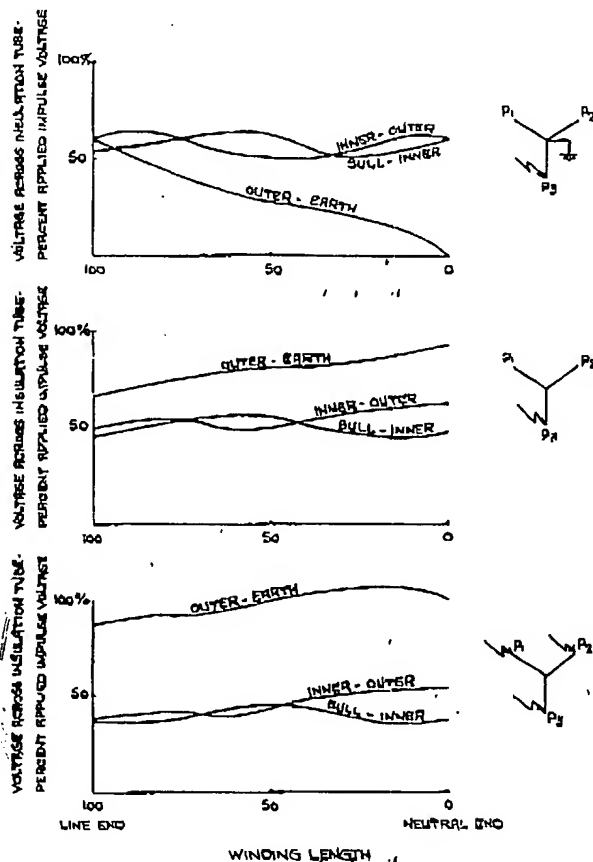 VOLTAGE ACROSS INSULATION TUBE-
PERCENT APPLIED IMPULSE VOLTAGE
100%
50
INNER-OUTER
BULL-INNER
OUTER-EARTH
100
50
0
P1
P2
P3
VOLTAGE ACROSS INSULATION TUBE-
PERCENT APPLIED IMPULSE VOLTAGE
100%
50
OUTER-EARTH
INNER-OUTER
BULL-INNER
100
50
0
P1
P2
P3
VOLTAGE ACROSS INSULATION TUBE-
PERCENT APPLIED IMPULSE VOLTAGE
100%
50
OUTER-EARTH
INNER-OUTER
BULL-INNER
100
50
0
LINE END
NEUTRAL END
P1
P2
P3
WINDING LENGTH